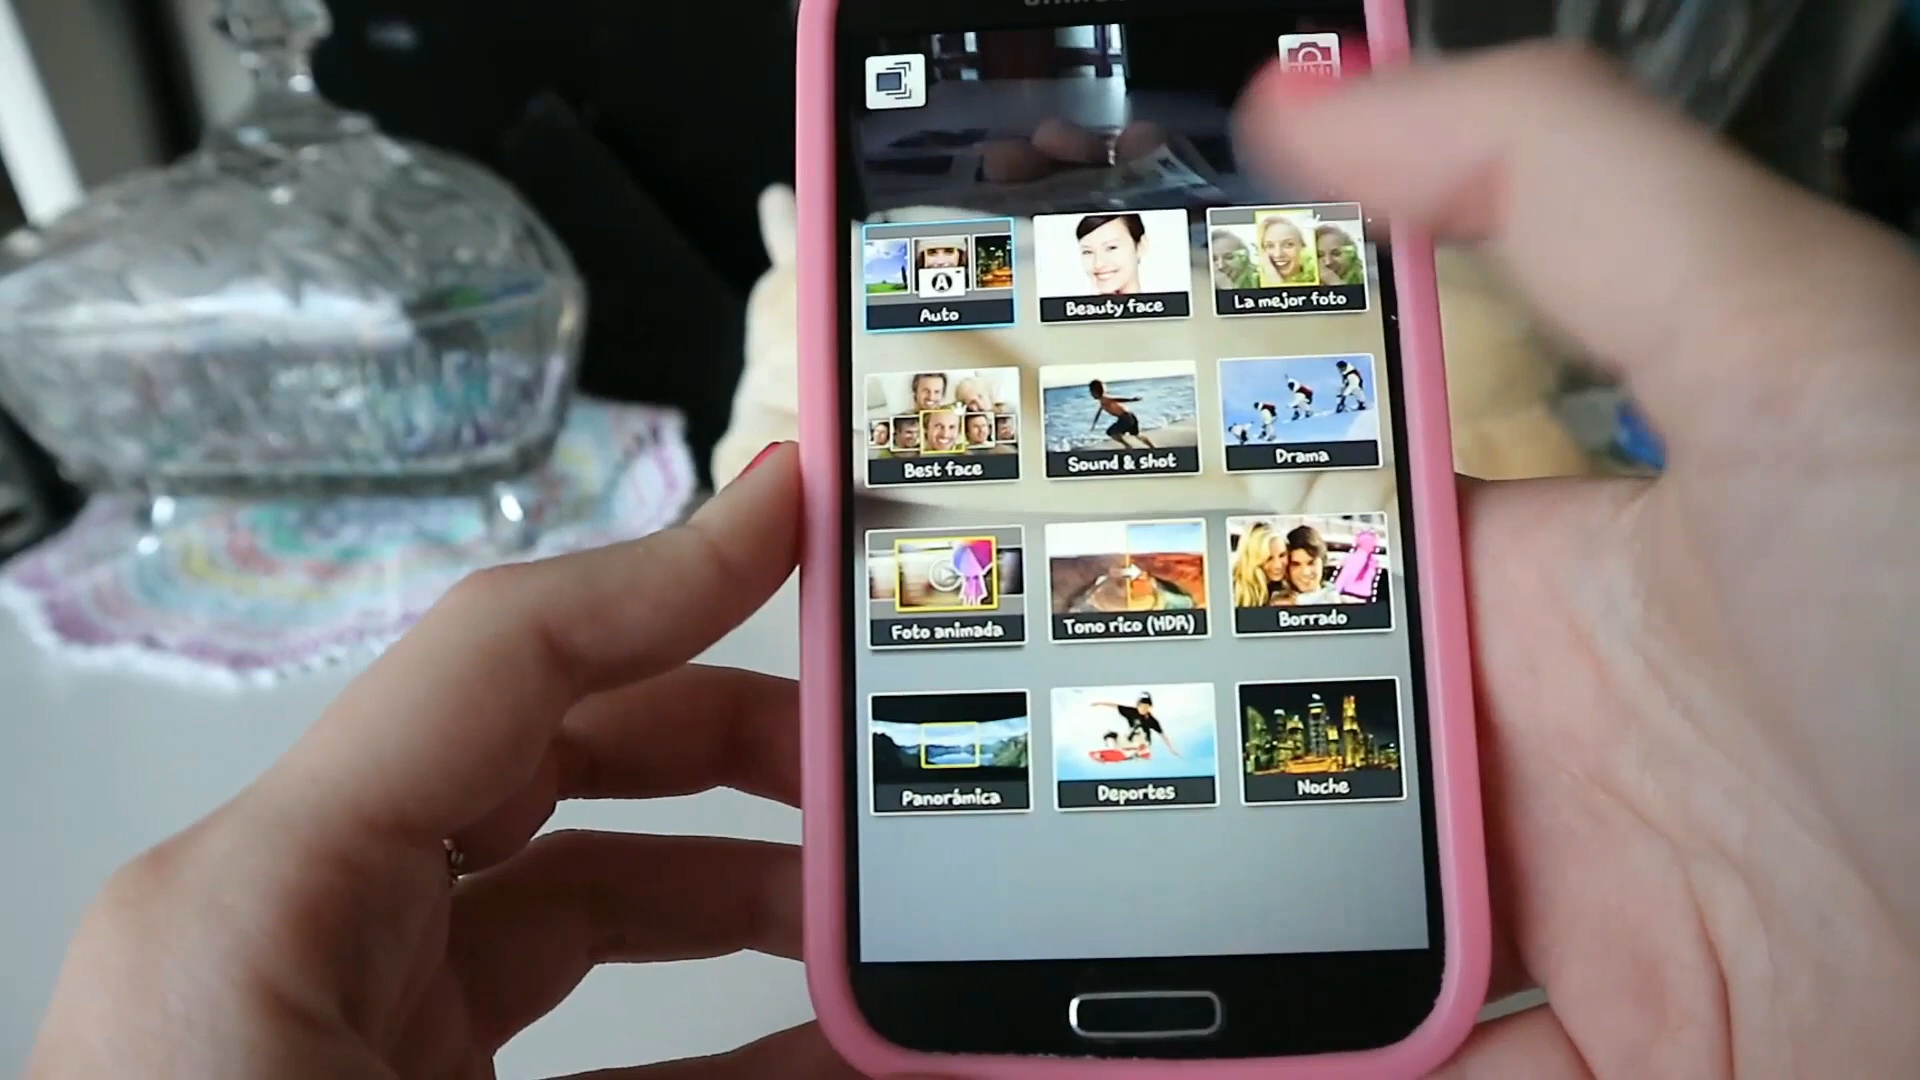 Auto
Beauty face
La mejor foto
Best face
Sound & shot
Drama
Foto animada
Tono rico (HDR)
Borrado
Panorámica
Deportes
Noche